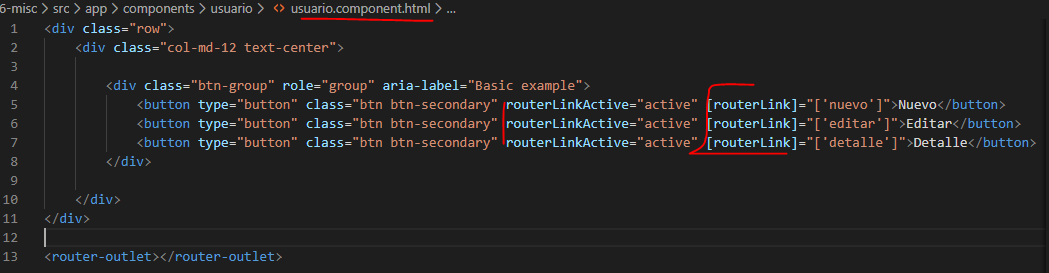 6-misc > src > app > components > usuario > <> usuario.component.html > ...
1 <div class="row">
2 <div class="col-md-12 text-center">
3
4 <div class="btn-group" role="group" aria-label="Basic example">
5 <button type="button" class="btn btn-secondary" routerLinkActive="active" [routerLink]="['nuevo']">Nuevo</button>
6 <button type="button" class="btn btn-secondary" routerLinkActive="active" [routerLink]="['editar']">Editar</button>
7 <button type="button" class="btn btn-secondary" routerLinkActive="active" [routerLink]="['detalle']">Detalle</button>
8 </div>
9
10 </div>
11 </div>
12
13 <router-outlet></router-outlet>